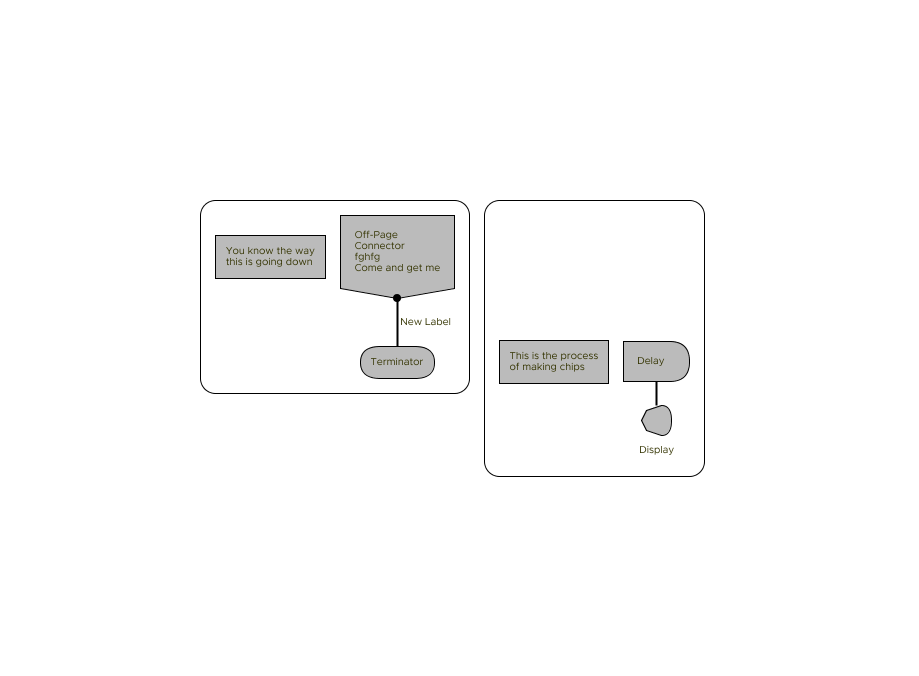 You know the way
this is going down
Off-Page
Connector
fghfg
Come and get me
New Label
Terminator
This is the process
of making chips
Delay
Display